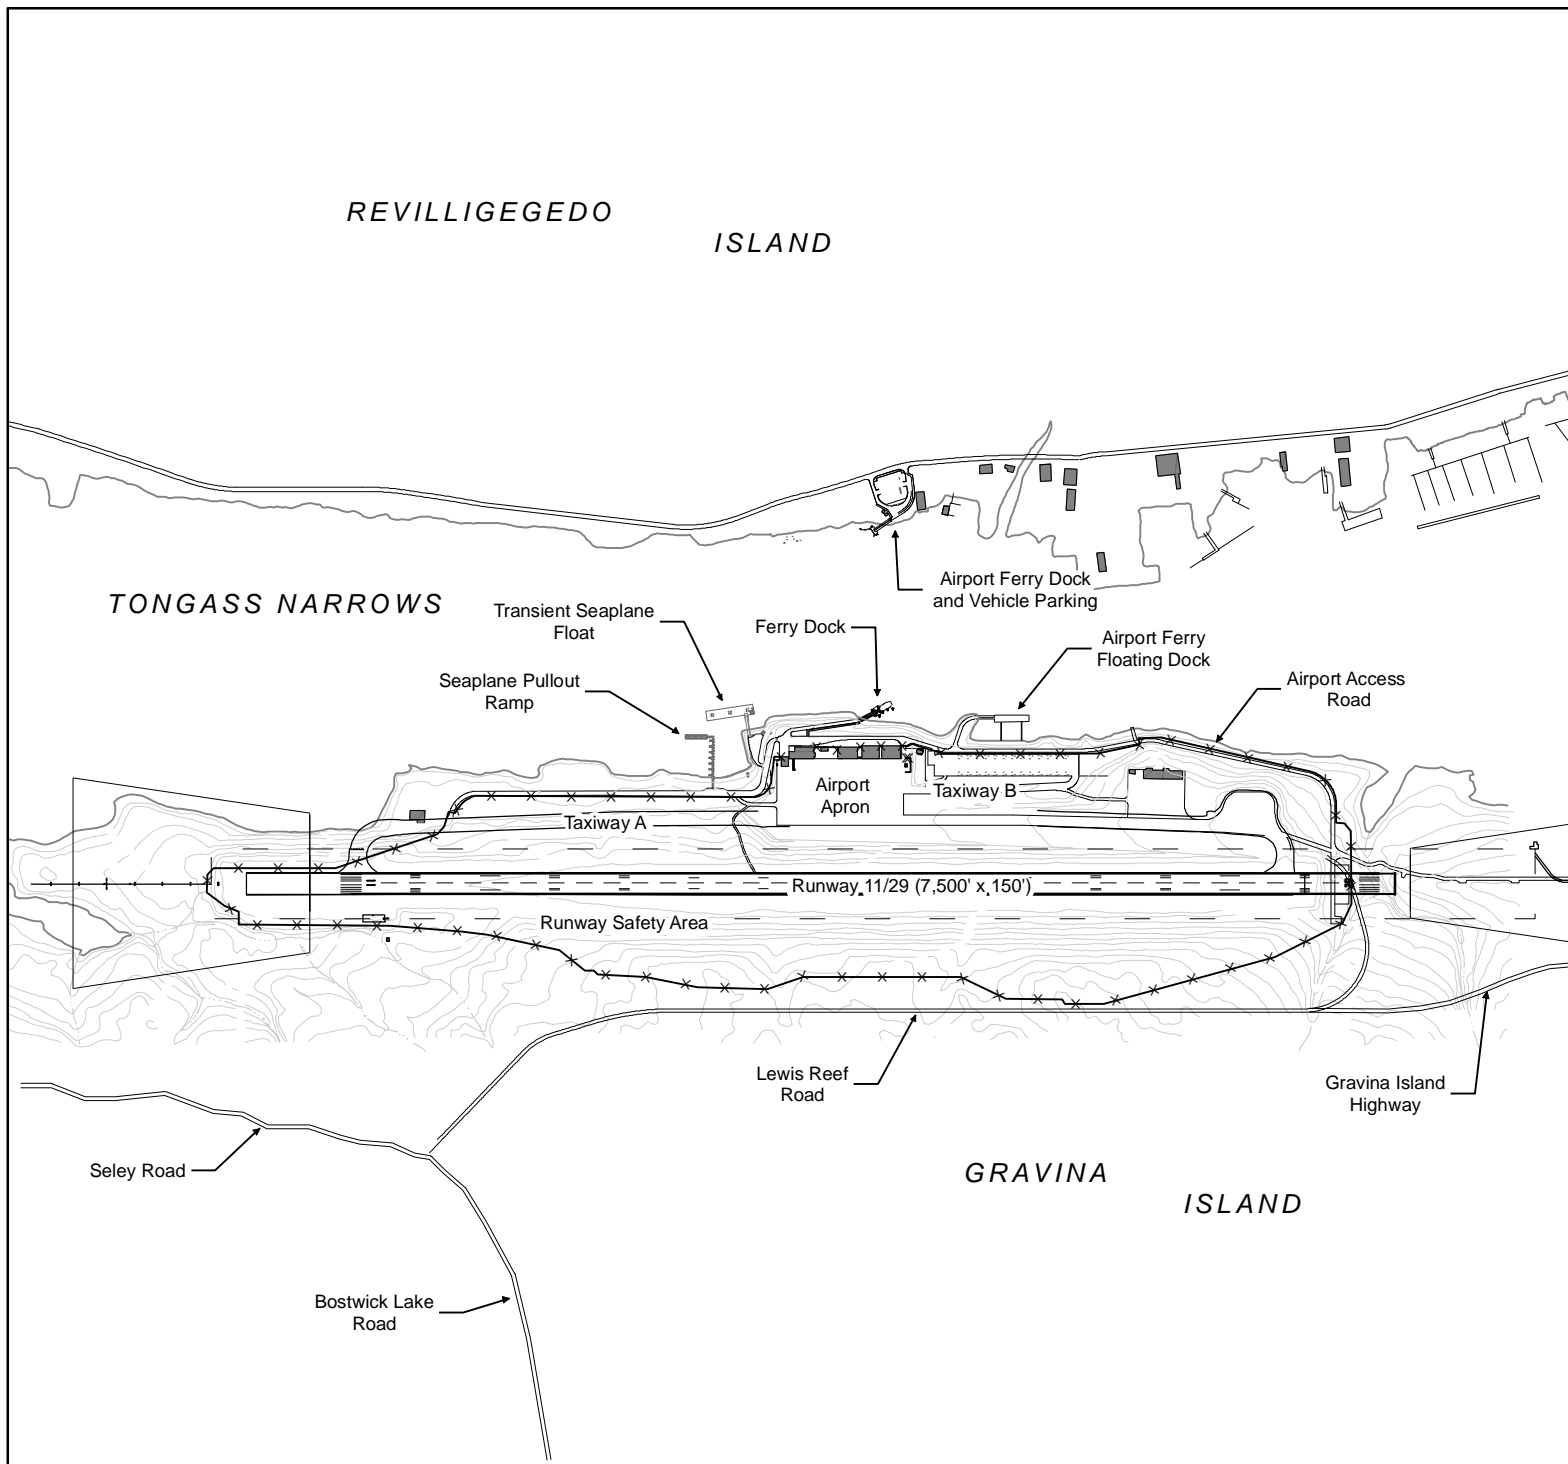 REVILLIGEGEDO
ISLAND
Airport Ferry Dock
and Vehicle Parking
TONGASS NARROWS
Transient Seaplane
Float
Ferry Dock
Airport Ferry
Floating Dock
Seaplane Pullout
Ramp
Airport Access
Road
Airport
Apron
Taxiway B
Taxiway A
Runway 11/29 (7,500' x 150')
Runway Safety Area
Lewis Reef
Road
Gravina Island
Highway
Seley Road
GRAVINA
ISLAND
Bostwick Lake
Road